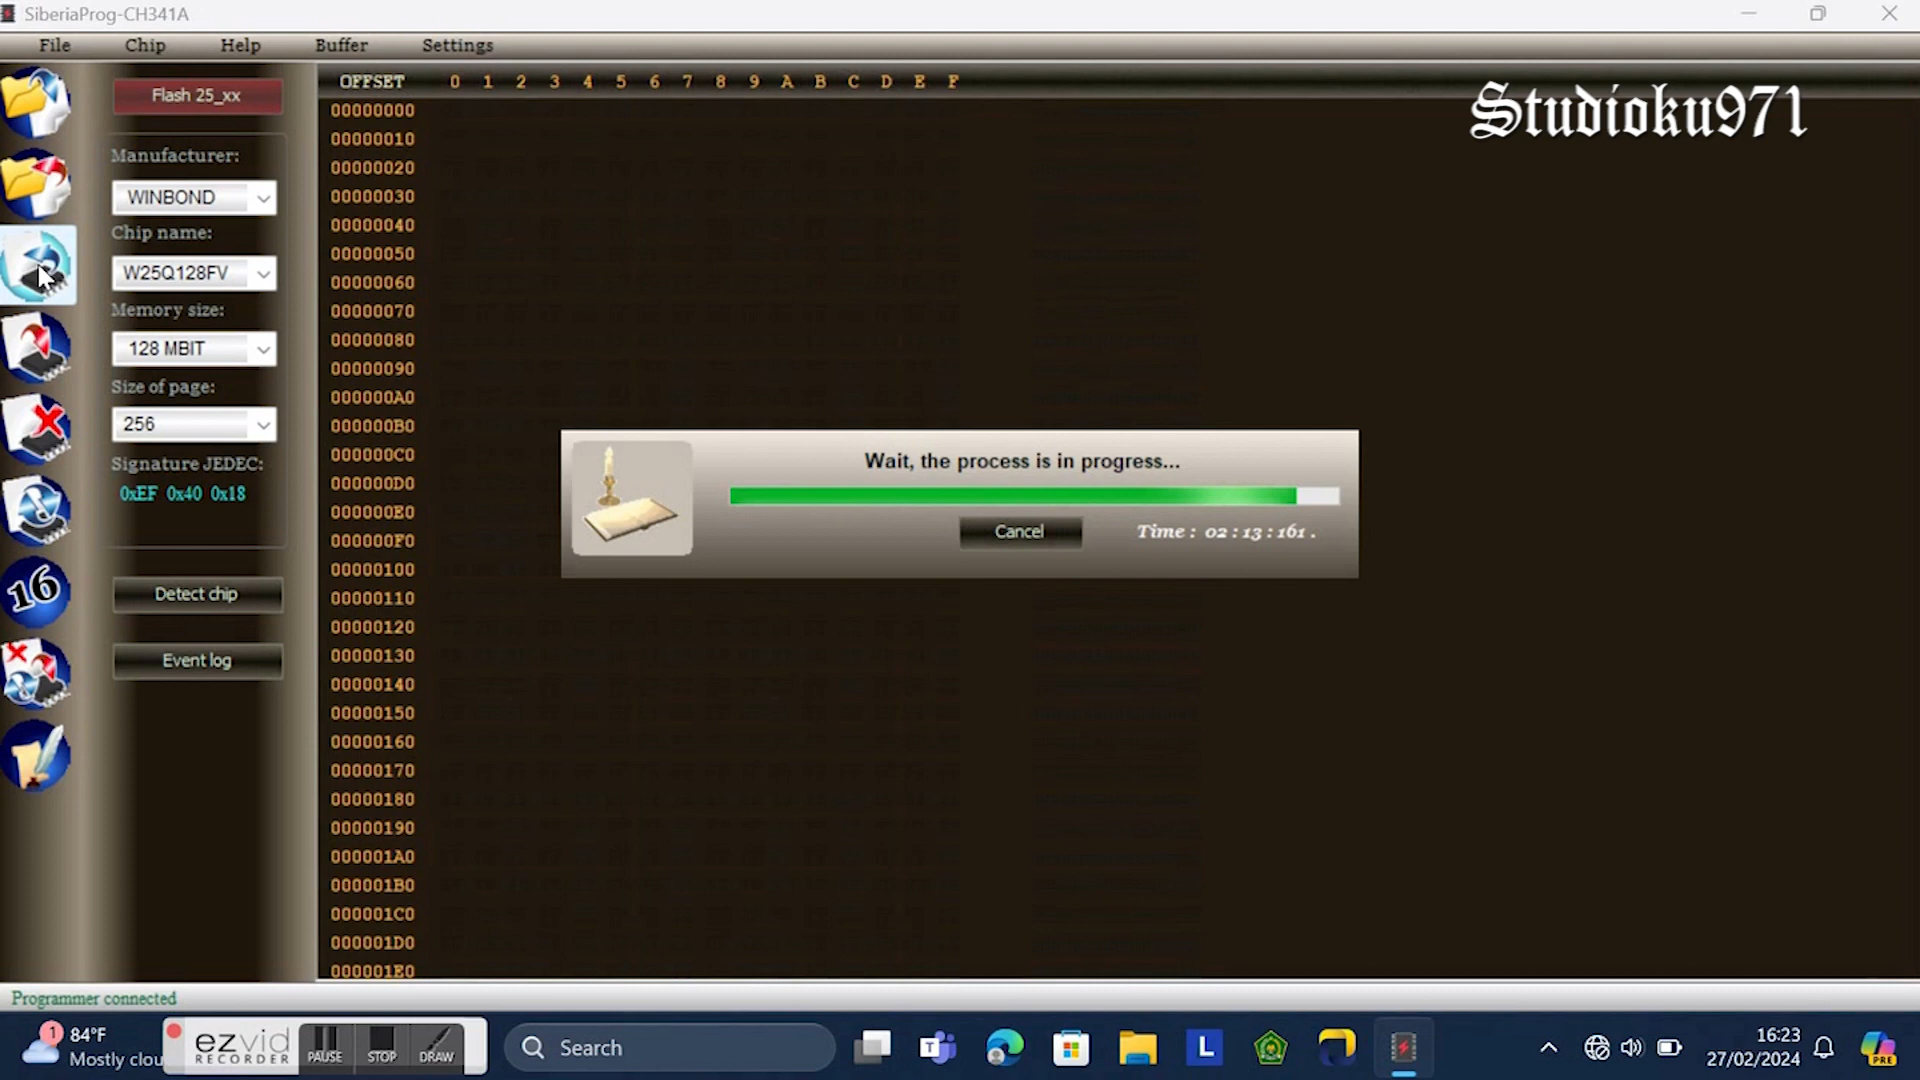 SiberiaProg-CH341A
File Chip Help Buffer Settings
Flash 25_xx
OFFSET 0 1 2 3 4 5 6 7 8 9 A B C D E F
Studioku971
Manufacturer:
WINBOND
Chip name:
W25Q128FV
Memory size:
128 MBIT
Size of page:
256
Signature JEDEC:
0xEF 0x40 0x18
16
Detect chip
Event log
00000000
00000010
00000020
00000030
00000040
00000050
00000060
00000070
00000080
00000090
000000A0
000000B0
000000C0
000000D0
000000E0
000000F0
00000100
00000110
00000120
00000130
00000140
00000150
00000160
00000170
00000180
00000190
000001A0
000001B0
000001C0
000001D0
000001E0
Wait, the process is in progress...
Cancel
Time: 02:13:161.
Programmer connected
1
84°F
Mostly clou
ezvid
RECORDER
PAUSE
STOP
DRAW
Search
T
L
16:23
27/02/2024
PRE